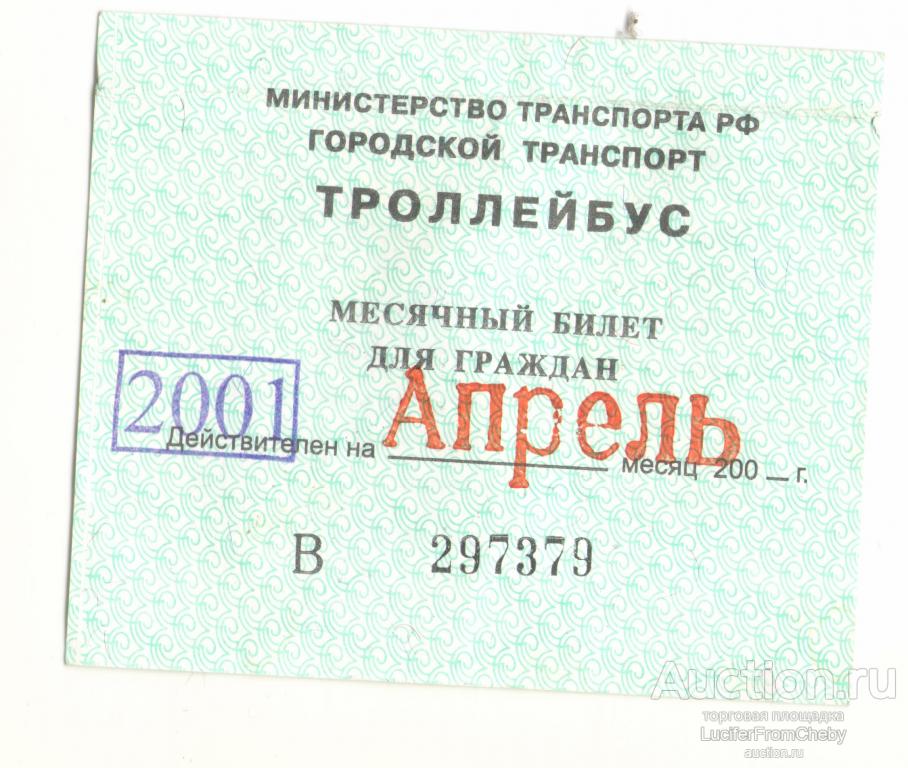 МИНИСТЕРСТВО ТРАНСПОРТА РФ
ГОРОДСКОЙ ТРАНСПОРТ
ТРОЛЛЕЙБУС
МЕСЯЧНЫЙ БИЛЕТ
ДЛЯ ГРАЖДАН
2001
Действителен на Апрель месяц 200 __ г.
В 297379
Auction.ru
торговая площадка
LuciferFromCheby
auction.ru